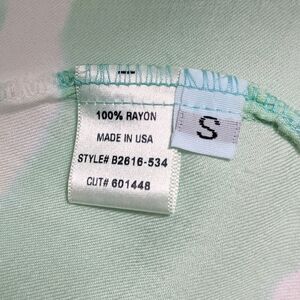 100% RAYON
MADE IN USA
STYLE# B2616-534
CUT# 601448
S